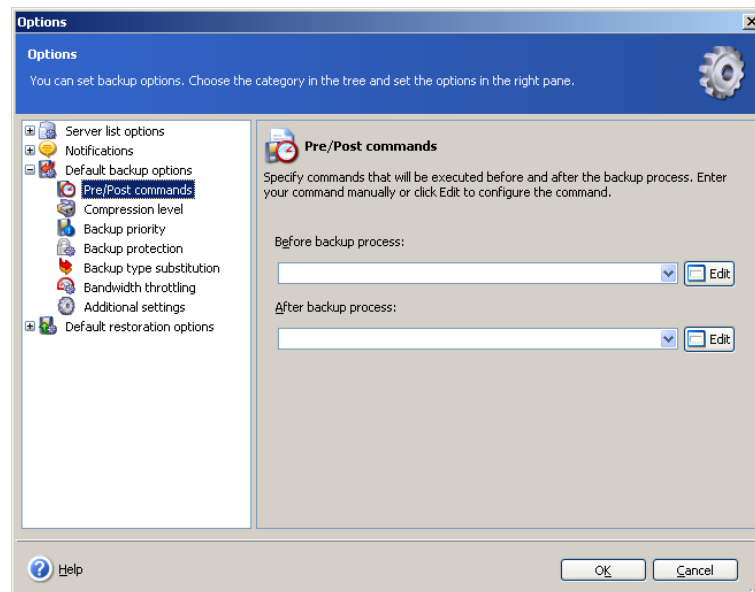 Options
Options
You can set backup options. Choose the category in the tree and set the options in the right pane.
Server list options
Notifications
Default backup options
Pre/Post commands
Compression level
Backup priority
Backup protection
Backup type substitution
Bandwidth throttling
Additional settings
Default restoration options
Pre/Post commands
Specify commands that will be executed before and after the backup process. Enter
your command manually or click Edit to configure the command.
Before backup process:
Edit
After backup process:
Edit
Help
OK
Cancel